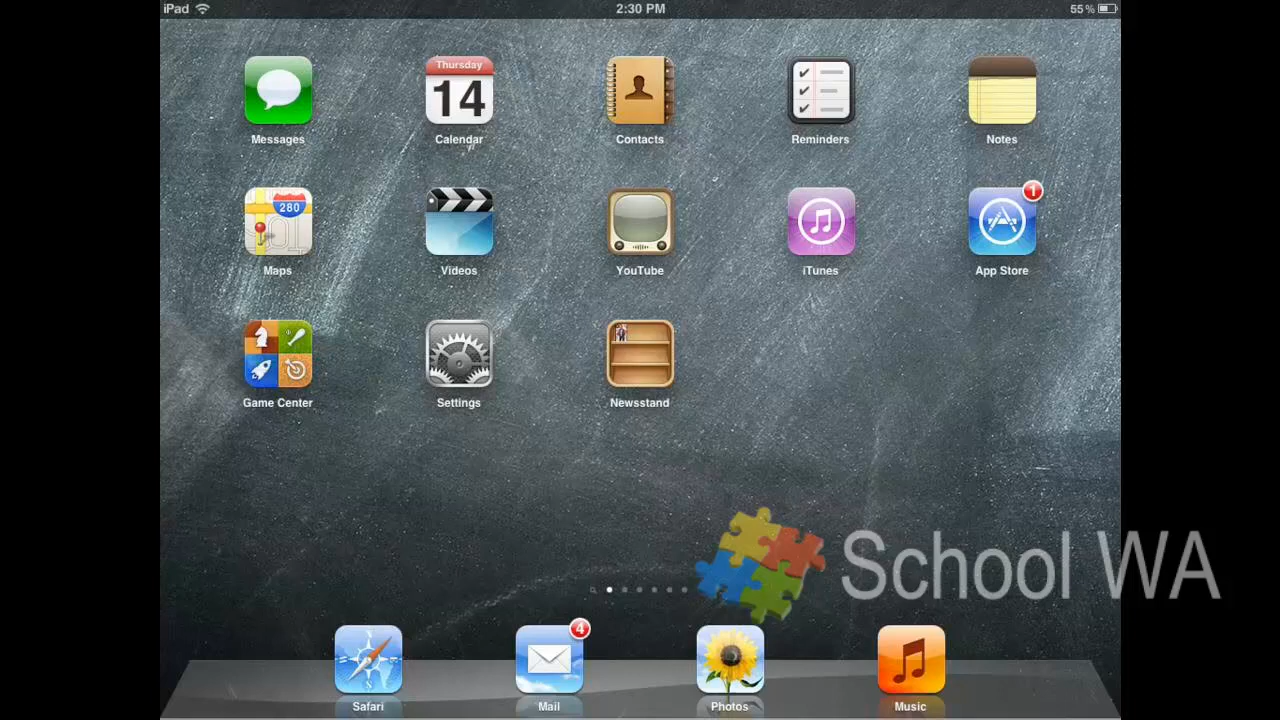 iPad 2:30 PM 55%
Thursday
14
Messages Calendar Contacts Reminders Notes
280
1
Maps Videos YouTube iTunes App Store
Game Center Settings Newsstand
School WA
4
Safari Mail Photos Music